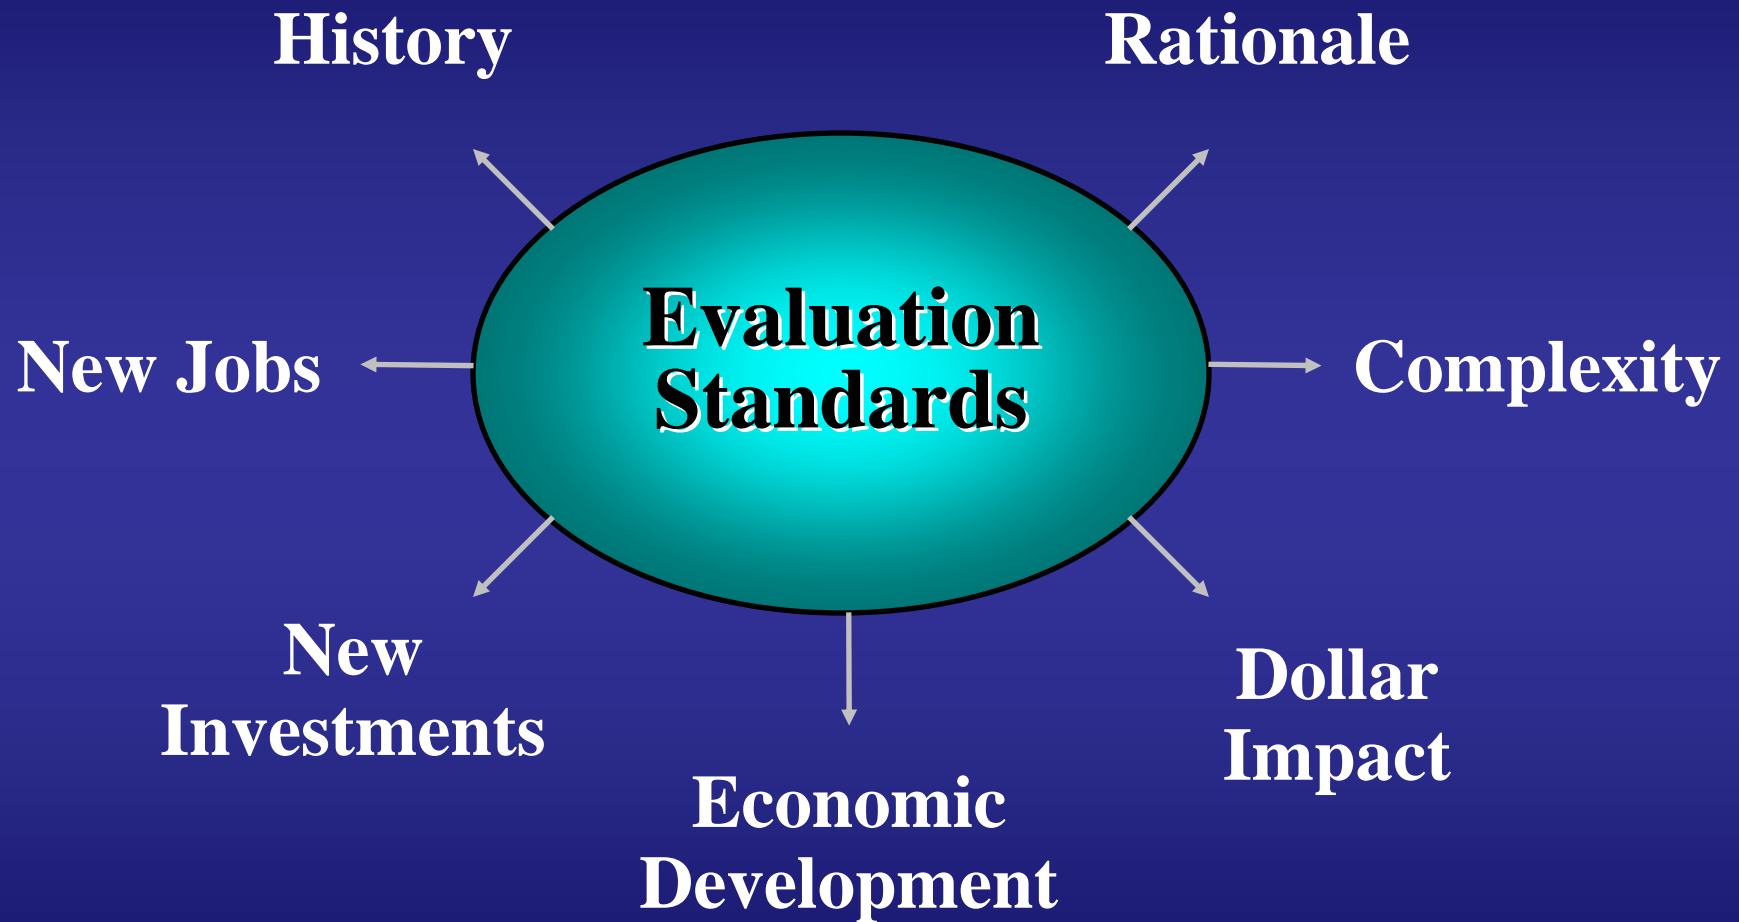 History
Rationale
Evaluation
Standards
New Jobs
Complexity
New
Investments
Dollar
Impact
Economic
Development